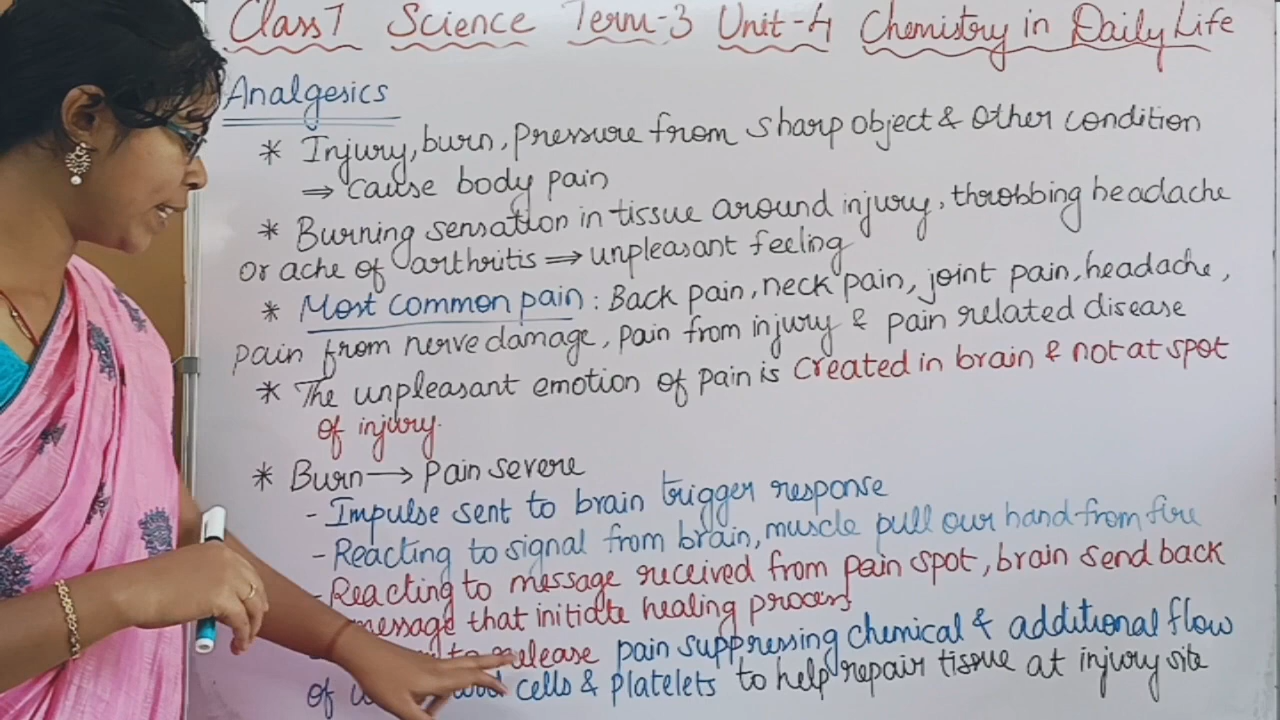 Class 7 Science Term-3 Unit-4 Chemistry in Daily Life
Analgesics
* Injury, burn, pressure from sharp object & other condition
⇒ cause body pain
* Burning sensation in tissue around injury, throbbing headache
or ache of arthritis ⇒ unpleasant feeling
* Most common pain : Back pain, neck pain, joint pain, headache,
pain from nerve damage, pain from injury & pain related disease
* The unpleasant emotion of pain is created in brain & not at spot
of injury.
* Burn → pain severe
- Impulse sent to brain trigger response
- Reacting to signal from brain, muscle pull our hand from fire
- Reacting to message received from pain spot, brain send back
message that initiate healing process
to release pain suppressing chemical & additional flow
of cells & platelets to help repair tissue at injury site